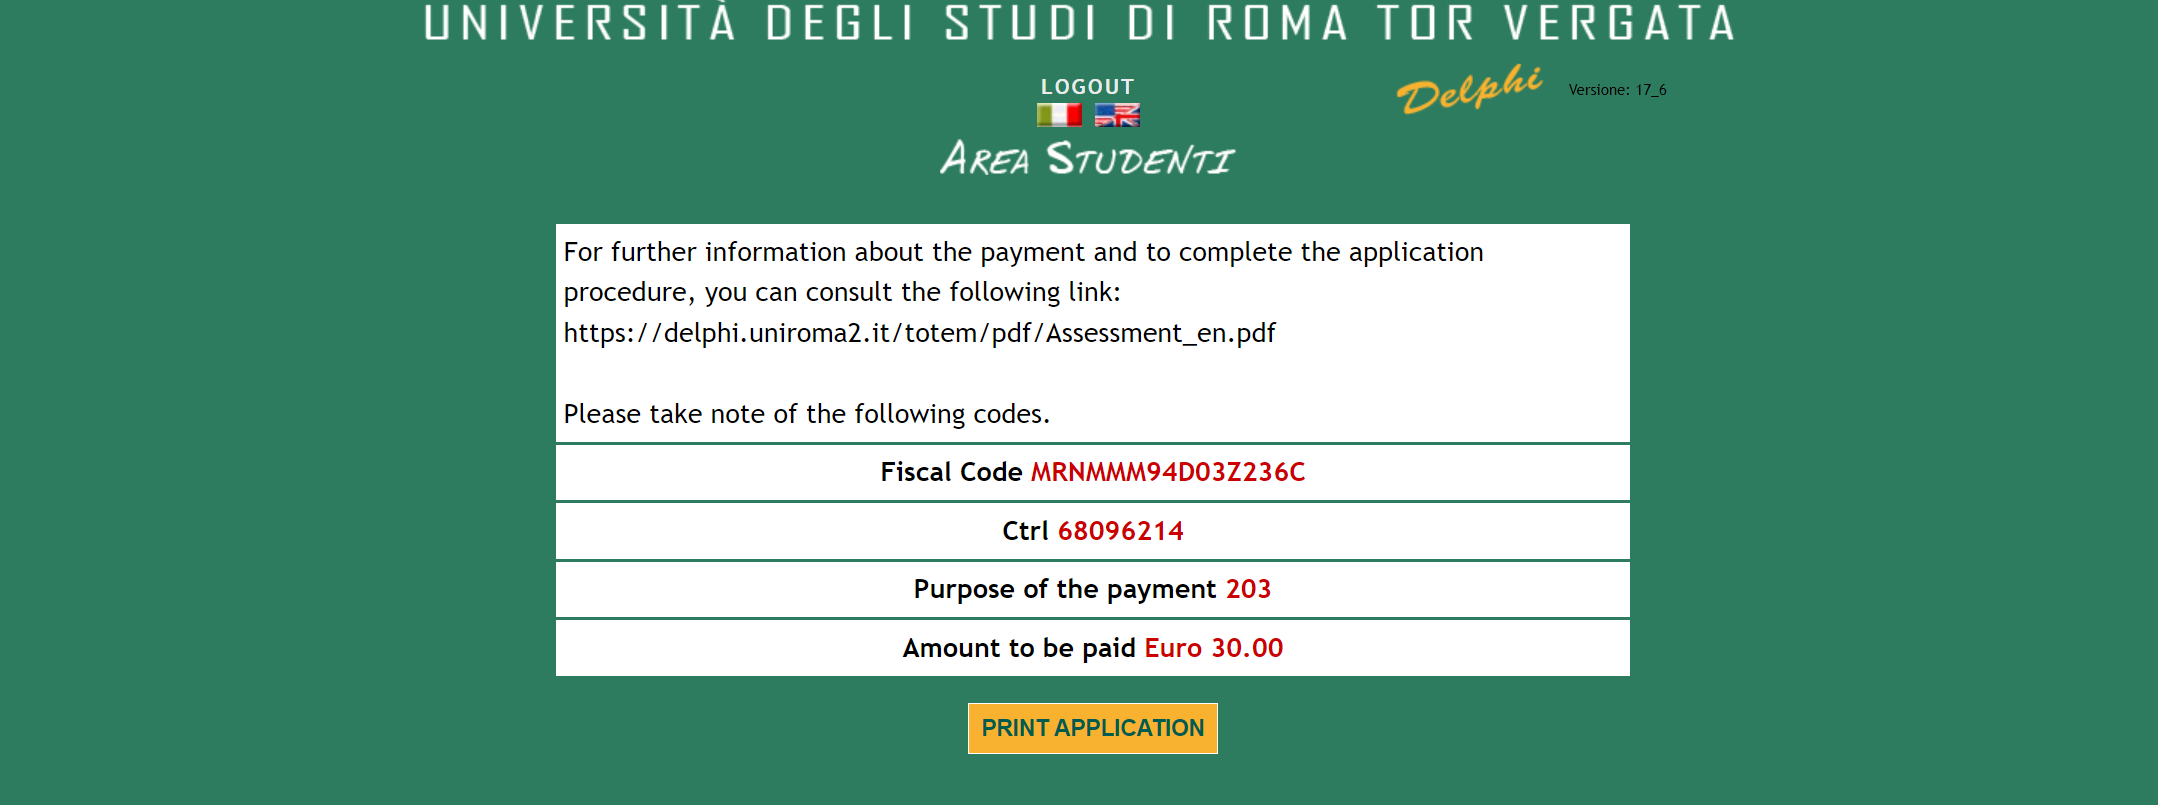 UNIVERSITÀ DEGLI STUDI DI ROMA TOR VERGATA
LOGOUT
Delphi
Versione: 17_6
AREA STUDENTI
For further information about the payment and to complete the application
procedure, you can consult the following link:
https://delphi.uniroma2.it/totem/pdf/Assessment_en.pdf
Please take note of the following codes.
Fiscal Code MRNMMM94D03Z236C
Ctrl 68096214
Purpose of the payment 203
Amount to be paid Euro 30.00
PRINT APPLICATION